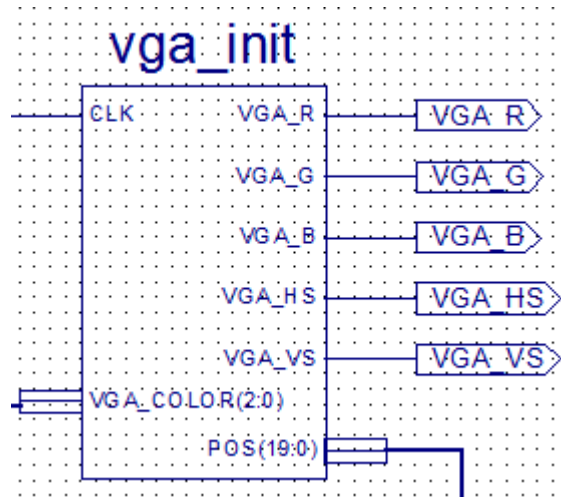 vga_init
CLK VGA_R VGA_R
VGA_G VGA_G
VGA_B VGA_B
VGA_HS VGA_HS
VGA_VS VGA_VS
VGA_COLOR(2:0)
POS(19:0)